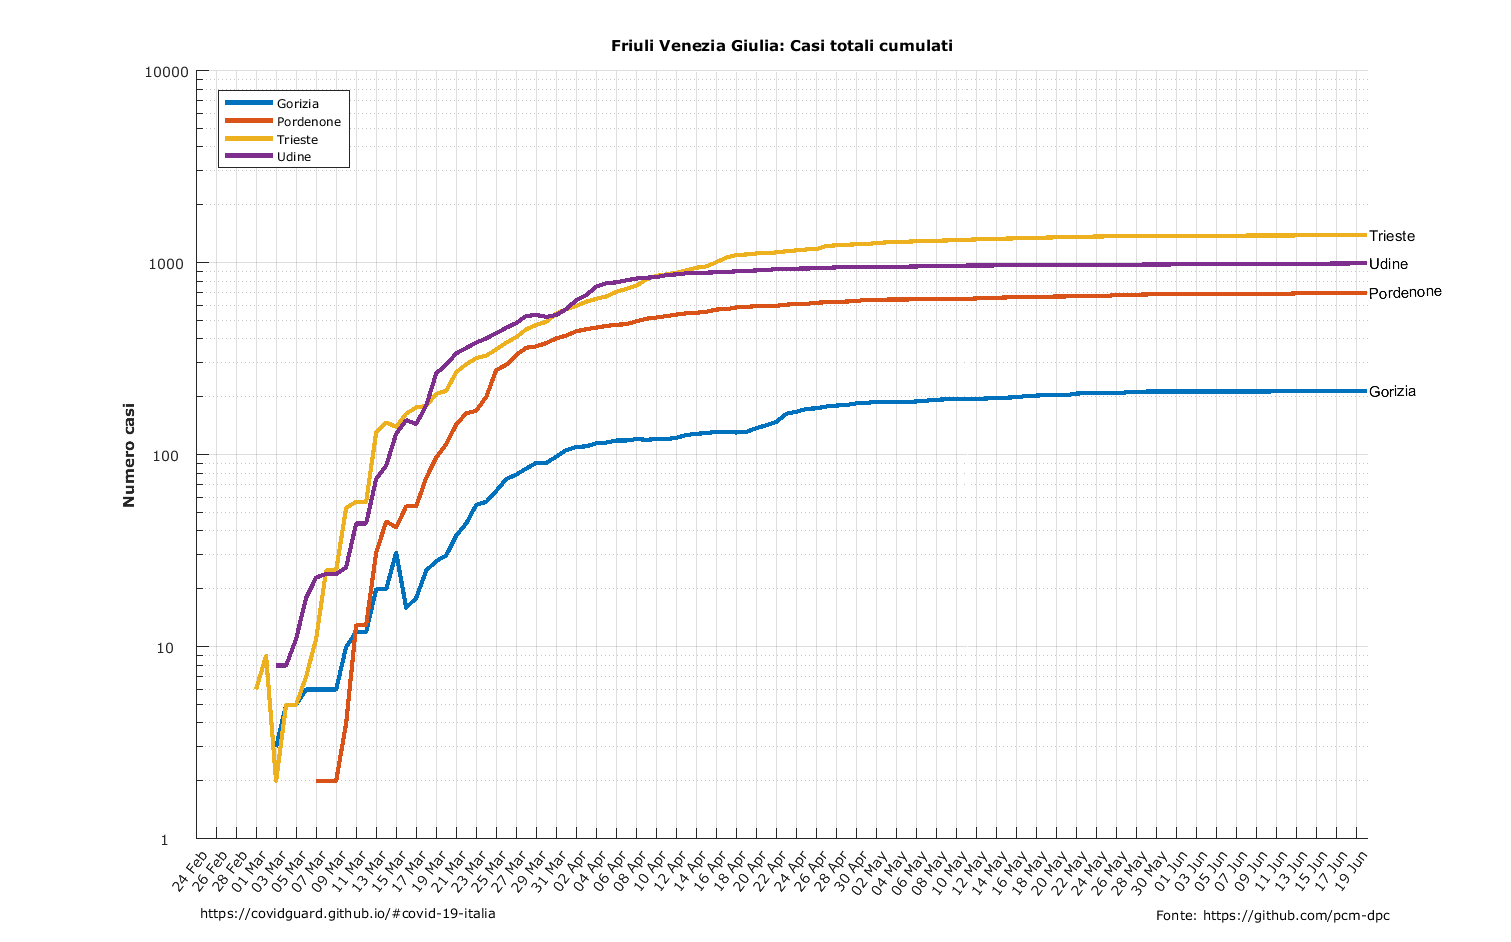 Friuli Venezia Giulia: Casi totali cumulati
10000
1000
100
10
1
Numero casi
Gorizia
Pordenone
Trieste
Udine
Trieste
Udine
Pordenone
Gorizia
24 Feb
26 Feb
28 Feb
01 Mar
03 Mar
05 Mar
07 Mar
09 Mar
11 Mar
13 Mar
15 Mar
17 Mar
19 Mar
21 Mar
23 Mar
25 Mar
27 Mar
29 Mar
31 Mar
02 Apr
04 Apr
06 Apr
08 Apr
10 Apr
12 Apr
14 Apr
16 Apr
18 Apr
20 Apr
22 Apr
24 Apr
26 Apr
28 Apr
30 Apr
02 May
04 May
06 May
08 May
10 May
12 May
14 May
16 May
18 May
20 May
22 May
24 May
26 May
28 May
30 May
01 Jun
03 Jun
05 Jun
07 Jun
09 Jun
11 Jun
13 Jun
15 Jun
17 Jun
19 Jun
https://covidguard.github.io/#covid-19-italia
Fonte: https://github.com/pcm-dpc